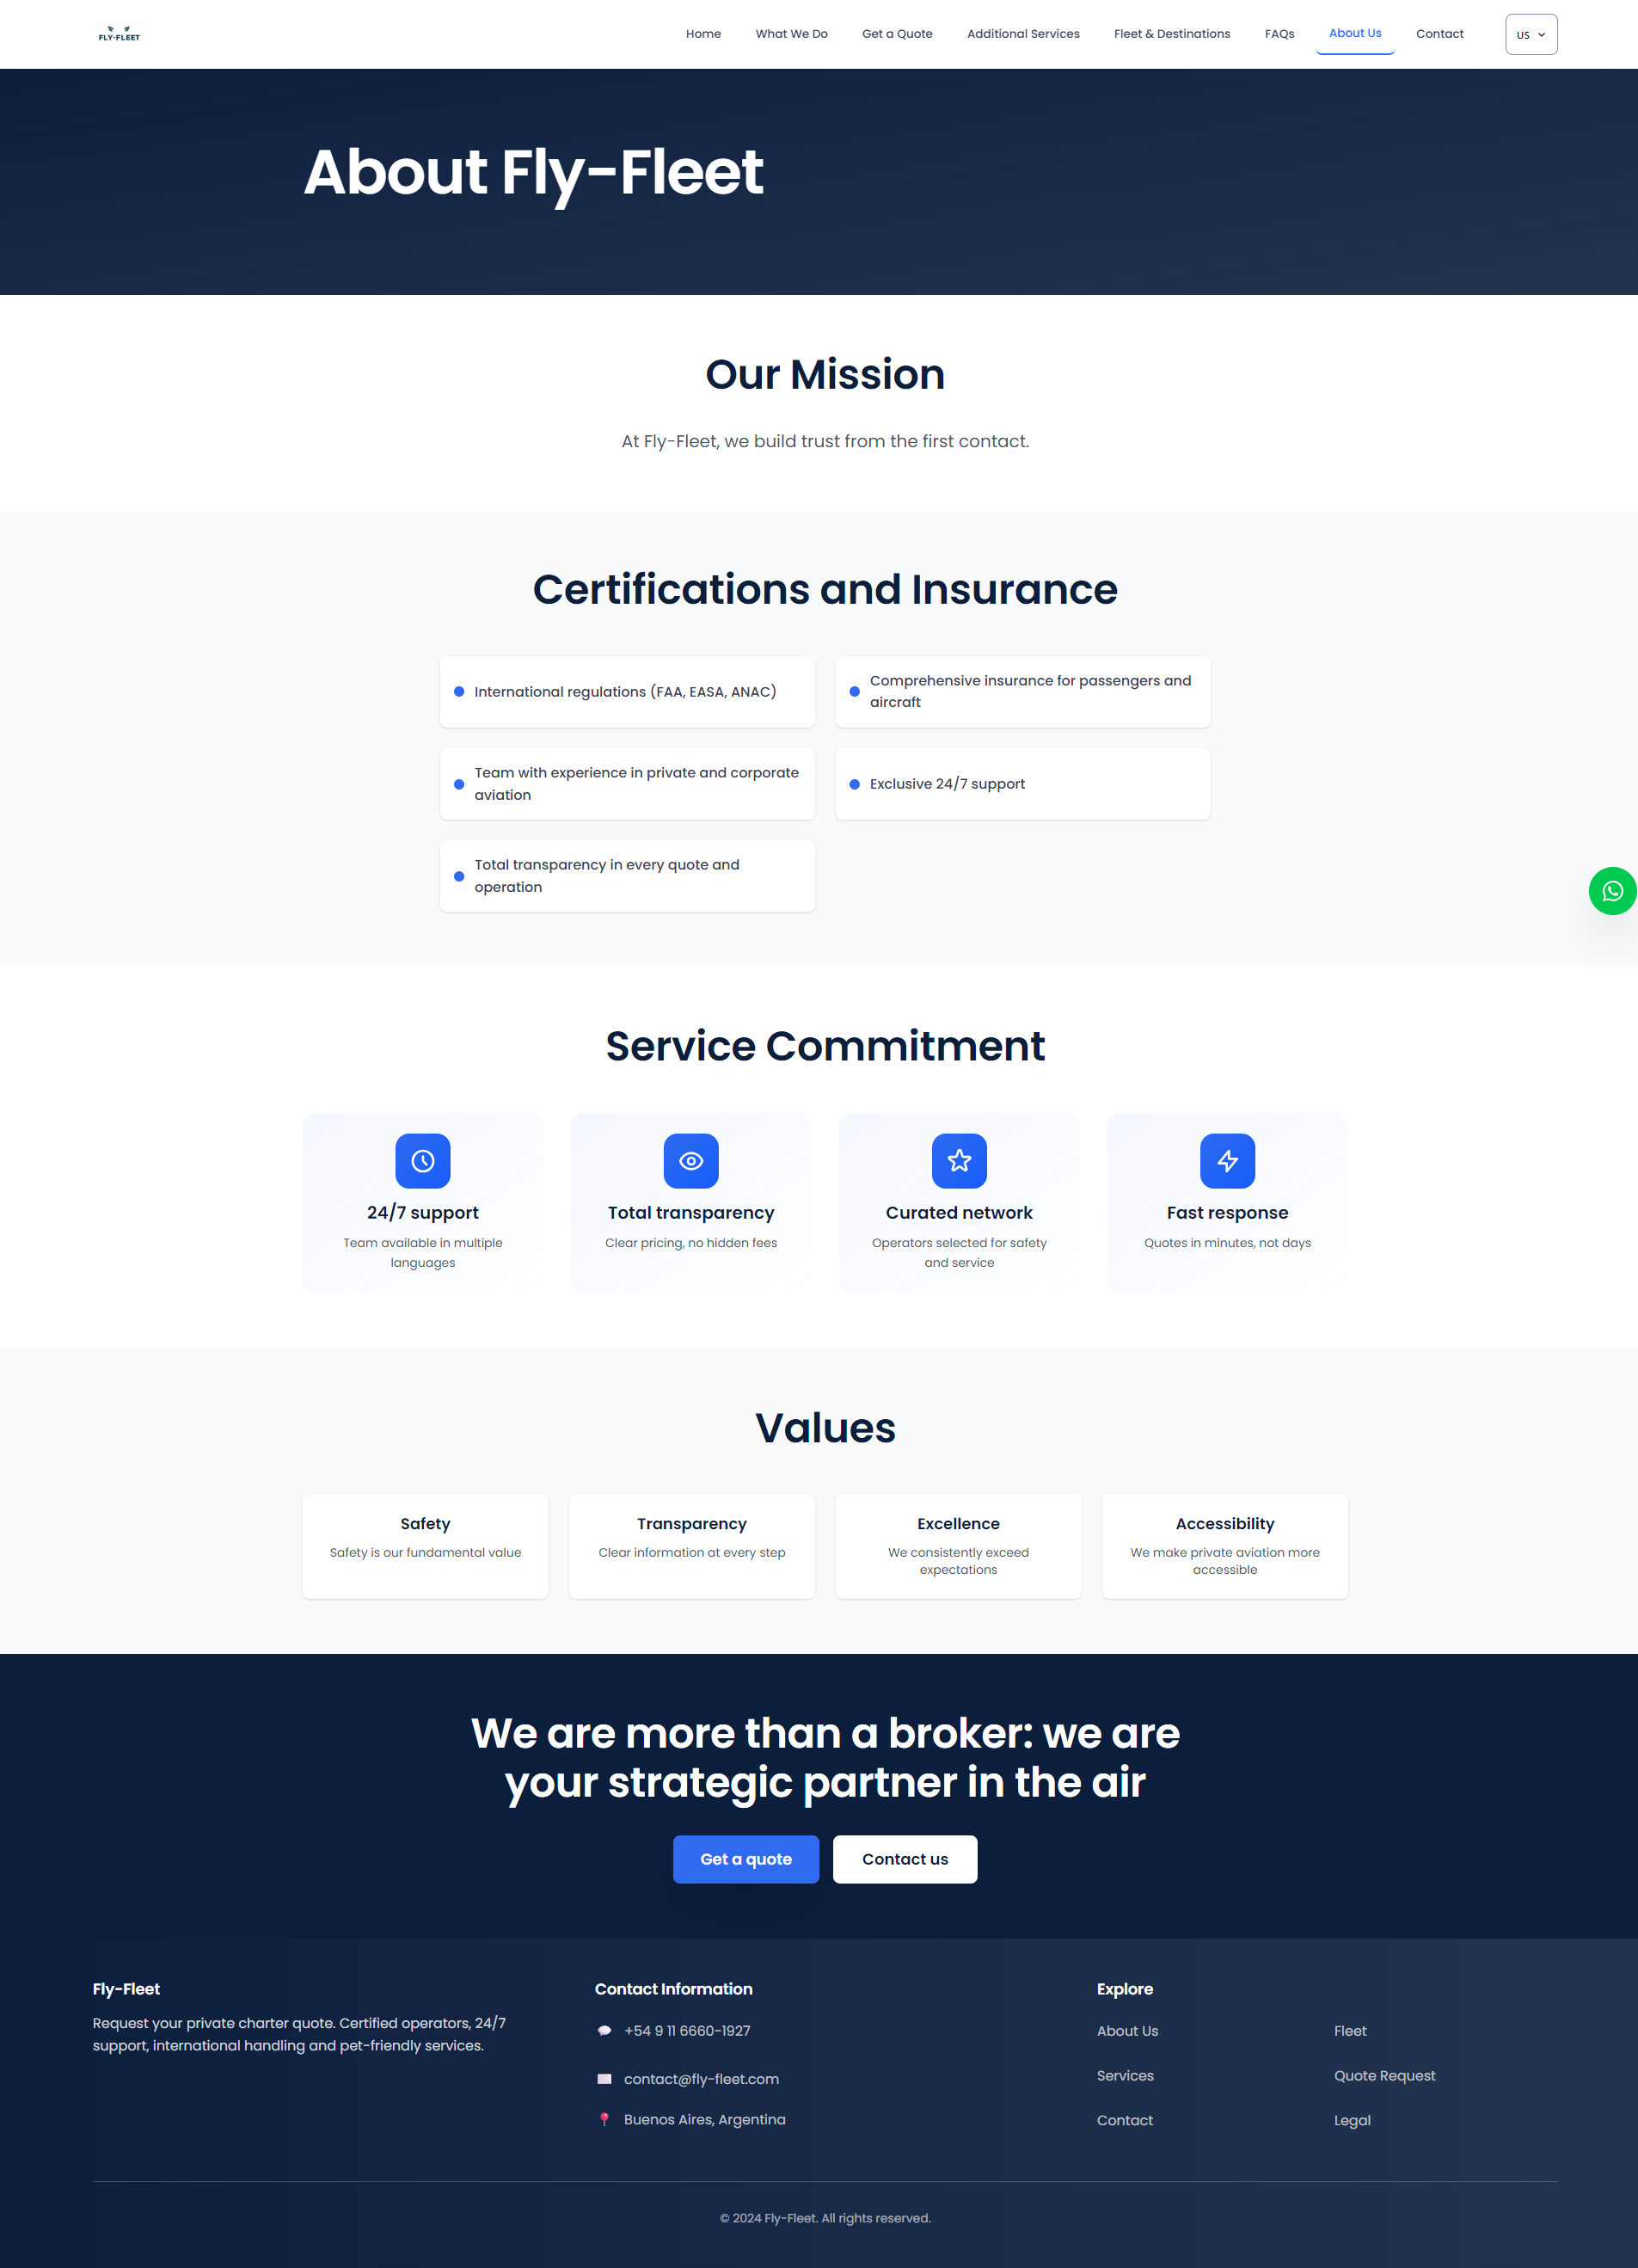 FLY-FLEET
Home
What We Do
Get a Quote
Additional Services
Fleet & Destinations
FAQs
About Us
Contact
US
About Fly-Fleet
Our Mission
At Fly-Fleet, we build trust from the first contact.
Certifications and Insurance
International regulations (FAA, EASA, ANAC)
Comprehensive insurance for passengers and
aircraft
Team with experience in private and corporate
aviation
Exclusive 24/7 support
Total transparency in every quote and
operation
Service Commitment
24/7 support
Team available in multiple
languages
Total transparency
Clear pricing, no hidden fees
Curated network
Operators selected for safety
and service
Fast response
Quotes in minutes, not days
Values
Safety
Safety is our fundamental value
Transparency
Clear information at every step
Excellence
We consistently exceed
expectations
Accessibility
We make private aviation more
accessible
We are more than a broker: we are
your strategic partner in the air
Get a quote
Contact us
Fly-Fleet
Request your private charter quote. Certified operators, 24/7
support, international handling and pet-friendly services.
Contact Information
+54 9 11 6660-1927
contact@fly-fleet.com
Buenos Aires, Argentina
Explore
About Us
Fleet
Services
Quote Request
Contact
Legal
© 2024 Fly-Fleet. All rights reserved.